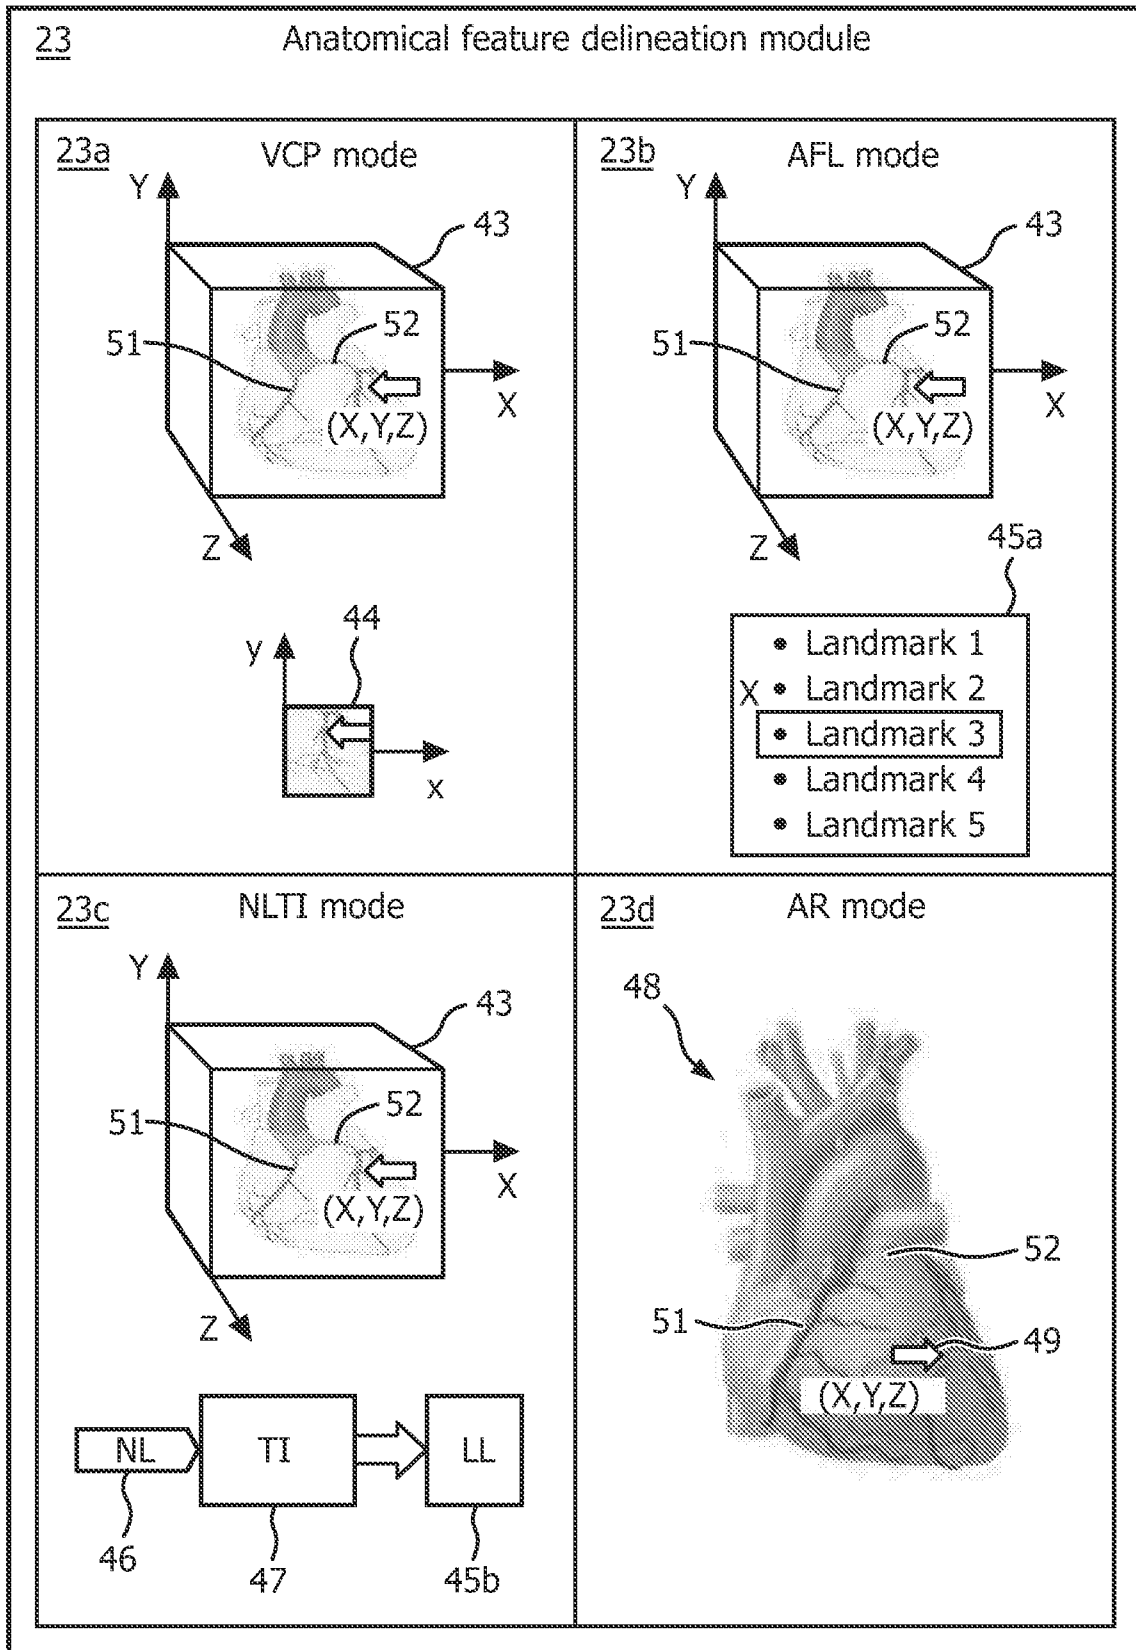 23 Anatomical feature delineation module
23a VCP mode
Y
43
51
52
X
(X,Y,Z)
Z
44
y
x
23b AFL mode
Y
43
51
52
X
(X,Y,Z)
Z
45a
• Landmark 1
X • Landmark 2
• Landmark 3
• Landmark 4
• Landmark 5
23c NLTI mode
Y
43
51
52
X
(X,Y,Z)
Z
NL TI LL
46 47 45b
23d AR mode
48
52
51
49
(X,Y,Z)